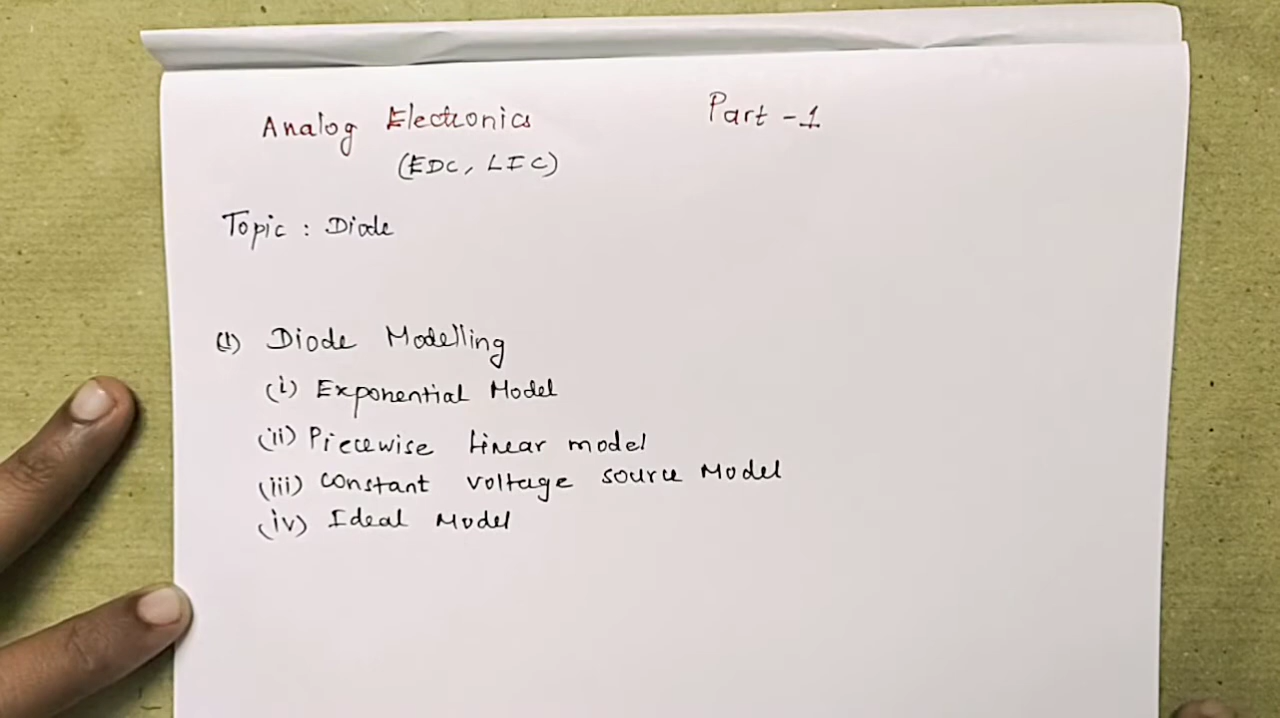 Analog Electronics Part - 1
(EDC, LIC)
Topic : Diode
(1) Diode Modelling
(i) Exponential Model
(ii) Piecewise Linear model
(iii) Constant voltage source Model
(iv) Ideal Model